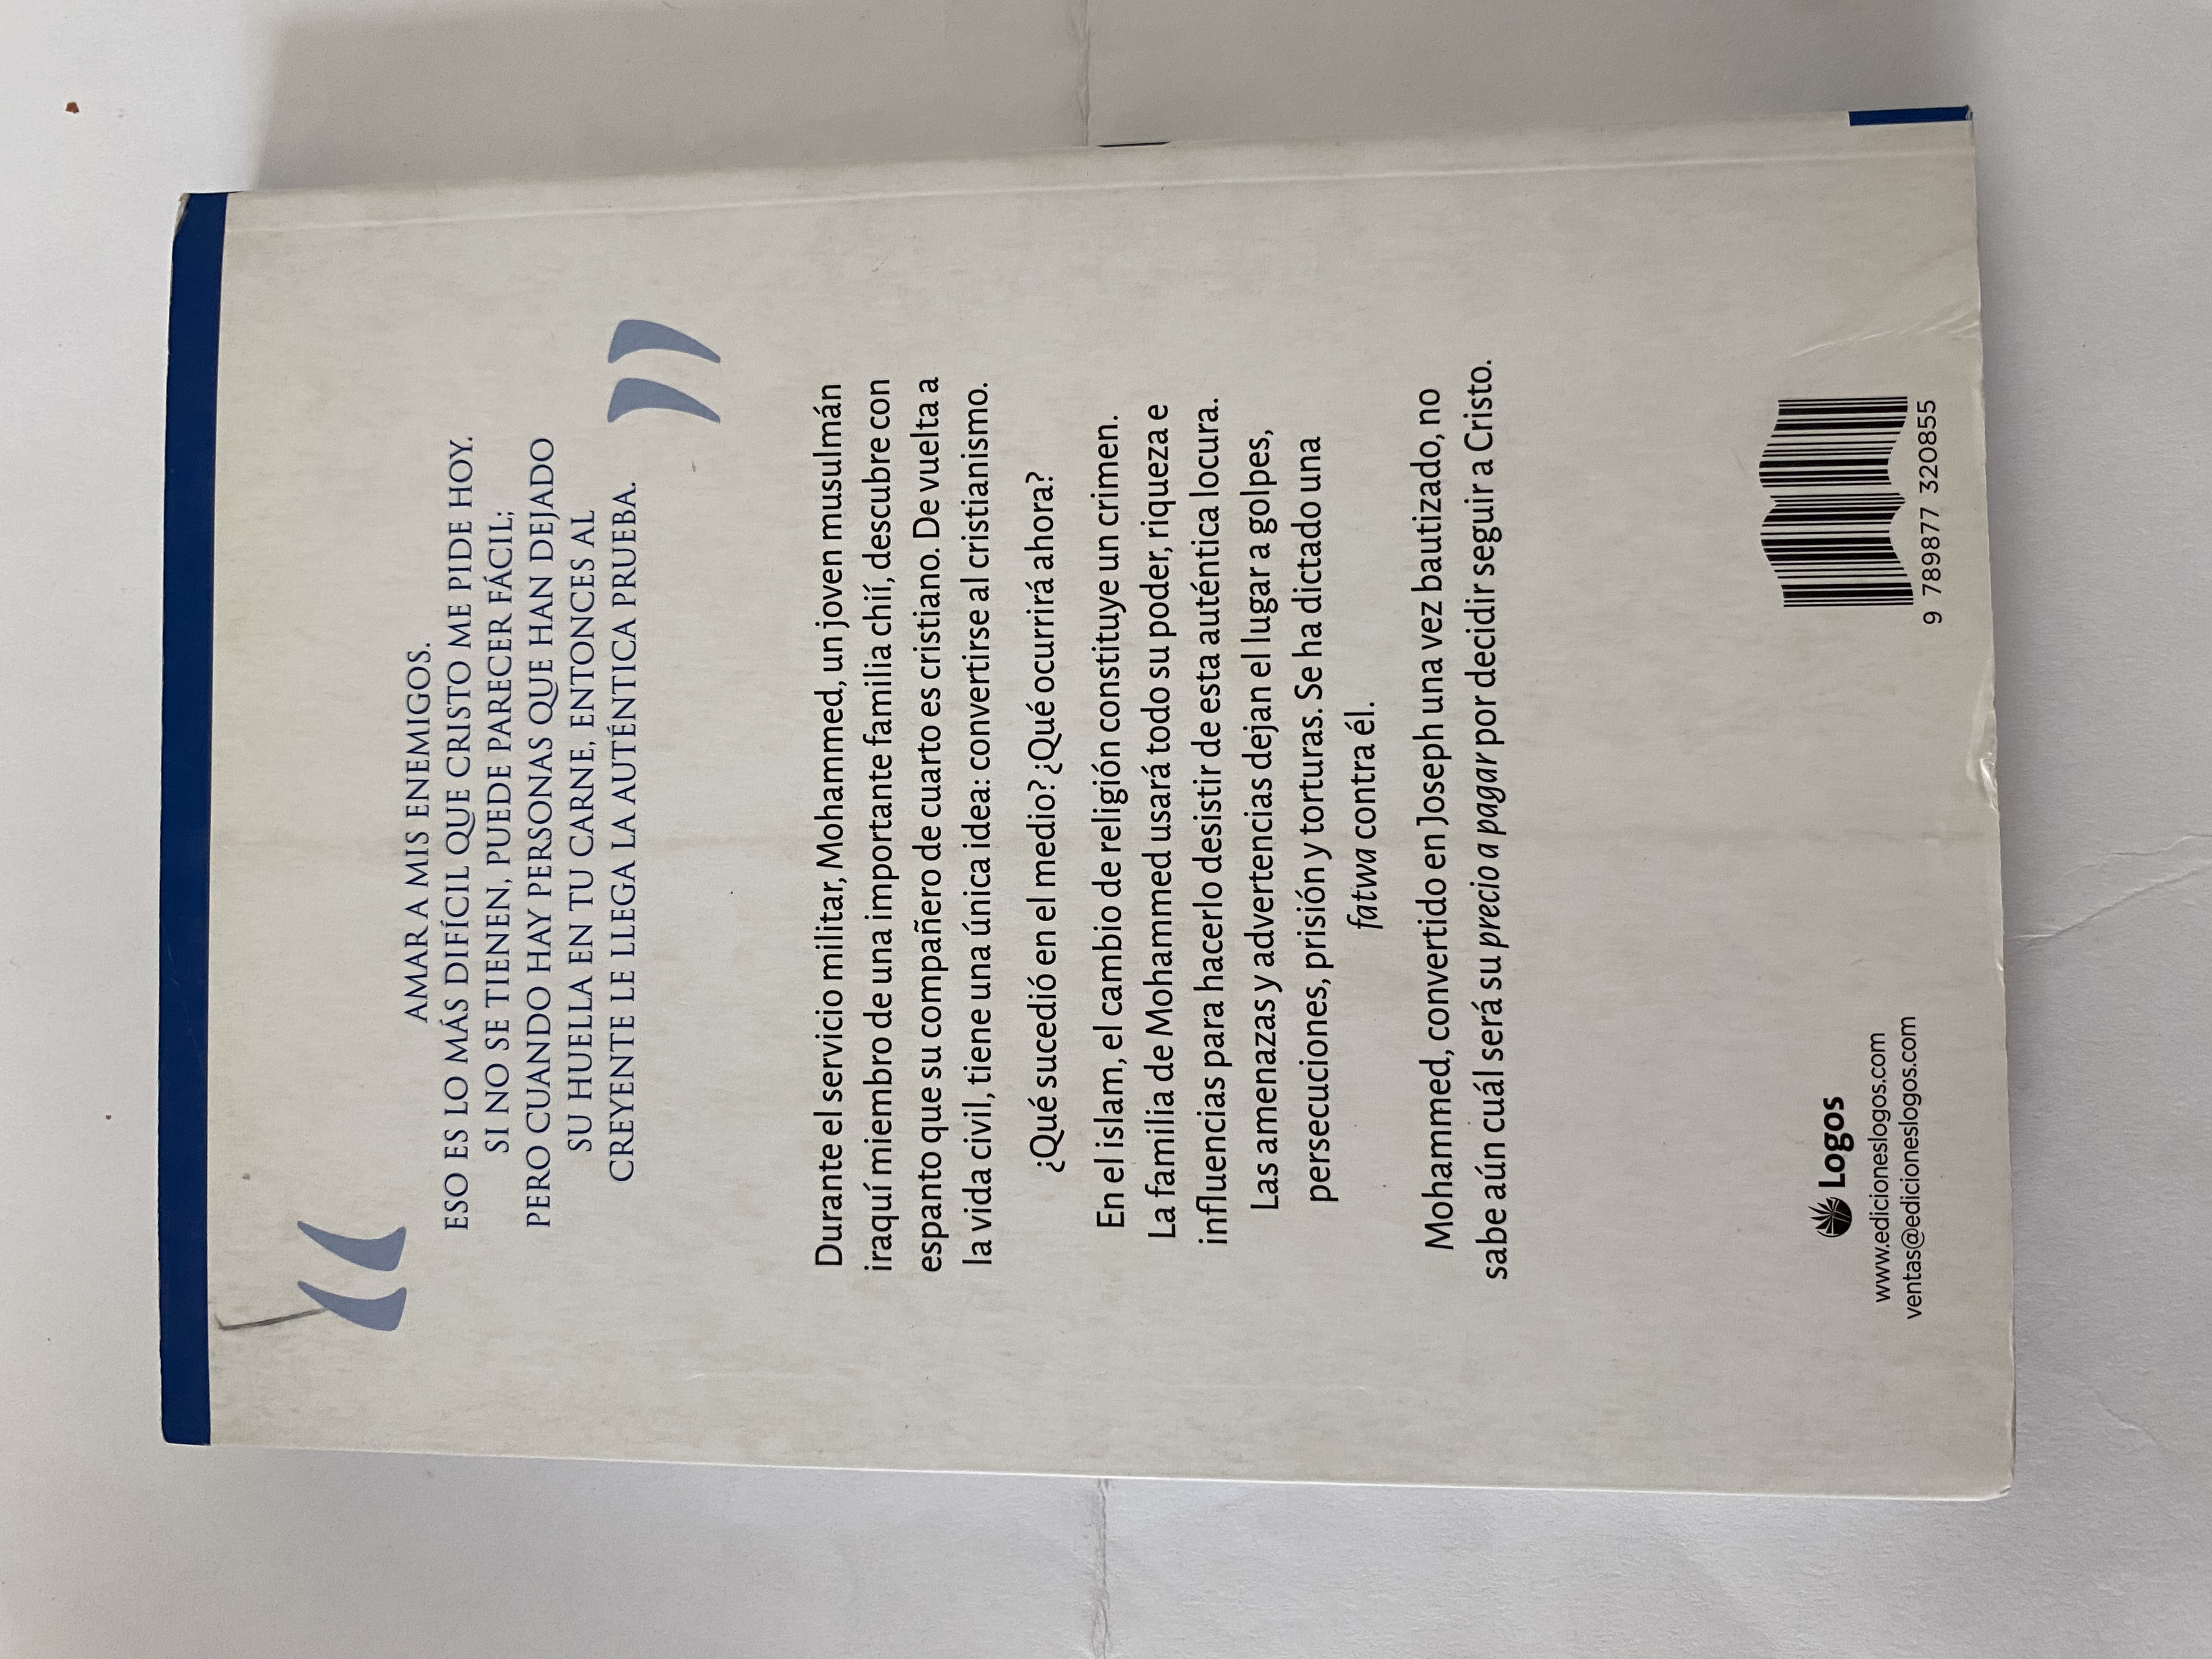 “
AMAR A MIS ENEMIGOS.
ESO ES LO MÁS DIFÍCIL QUE CRISTO ME PIDE HOY.
SI NO SE TIENEN, PUEDE PARECER FÁCIL;
PERO CUANDO HAY PERSONAS QUE HAN DEJADO
SU HUELLA EN TU CARNE, ENTONCES AL
CREYENTE LE LLEGA LA AUTÉNTICA PRUEBA.
”
Durante el servicio militar, Mohammed, un joven musulmán
iraquí miembro de una importante familia chií, descubre con
espanto que su compañero de cuarto es cristiano. De vuelta a
la vida civil, tiene una única idea: convertirse al cristianismo.
¿Qué sucedió en el medio? ¿Qué ocurrirá ahora?
En el islam, el cambio de religión constituye un crimen.
La familia de Mohammed usará todo su poder, riqueza e
influencias para hacerlo desistir de esta auténtica locura.
Las amenazas y advertencias dejan el lugar a golpes,
persecuciones, prisión y torturas. Se ha dictado una
fatwa contra él.
Mohammed, convertido en Joseph una vez bautizado, no
sabe aún cuál será su precio a pagar por decidir seguir a Cristo.
Logos
www.edicioneslogos.com
ventas@edicioneslogos.com
9 789877 320855